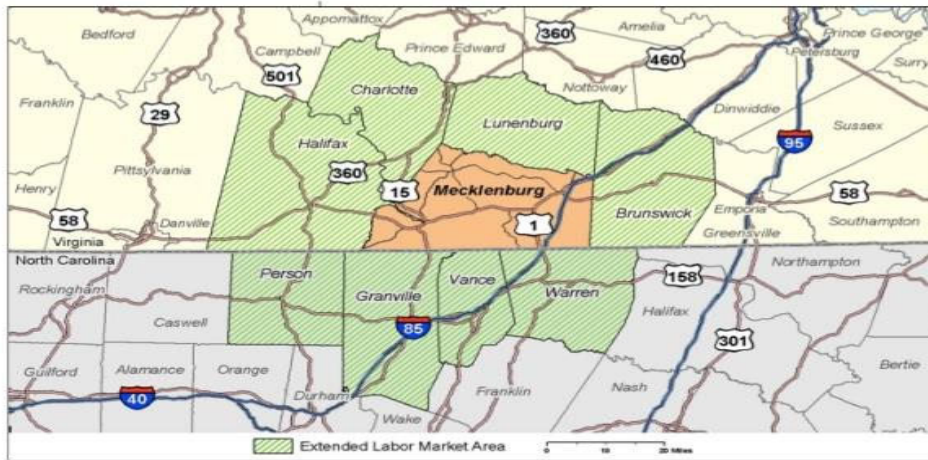 Bedford
Appomattox
Campbell
Prince Edward
360
Amelia
Prince George
Petersburg
460
501
Charlotte
Nottoway
Surry
Franklin
29
Dinwiddie
Lunenburg
Sussex
Halifax
95
Pittsylvania
360
15
Mecklenburg
Henry
58
58
Danville
1
Brunswick
Emporia
Southampton
Virginia
Greensville
North Carolina
Person
Vance
158
Northampton
Rockingham
Granville
Warren
Halifax
Caswell
85
301
Guilford
Alamance
Orange
Bertie
Durham
Franklin
Nash
40
Wake
Extended Labor Market Area
0 10 20 Miles